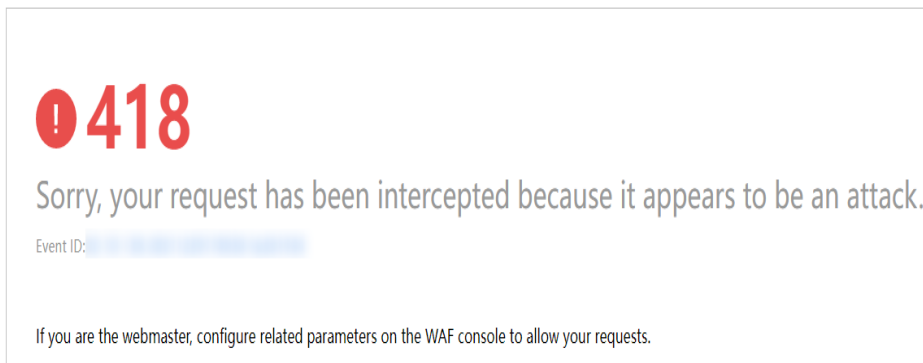 ! 418
Sorry, your request has been intercepted because it appears to be an attack.
Event ID:
If you are the webmaster, configure related parameters on the WAF console to allow your requests.